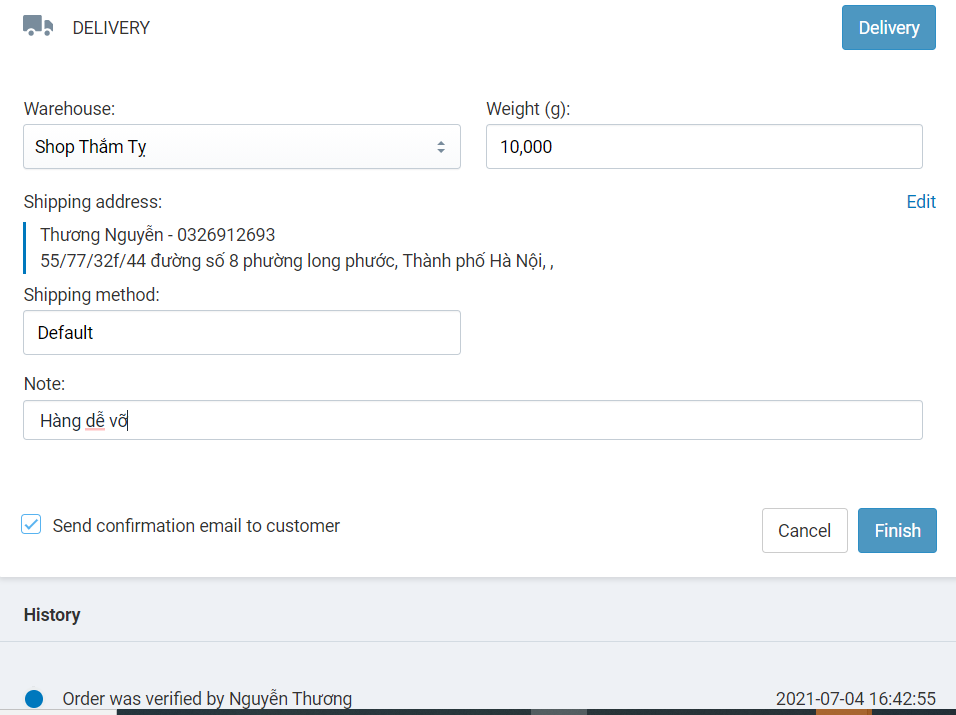 DELIVERY
Delivery
Warehouse:
Weight (g):
Shop Thắm Tỵ
10,000
Shipping address:
Edit
Thương Nguyễn - 0326912693
55/77/32f/44 đường số 8 phường long phước, Thành phố Hà Nội, ,
Shipping method:
Default
Note:
Hàng dễ vỡ
Send confirmation email to customer
Cancel
Finish
History
Order was verified by Nguyễn Thương
2021-07-04 16:42:55